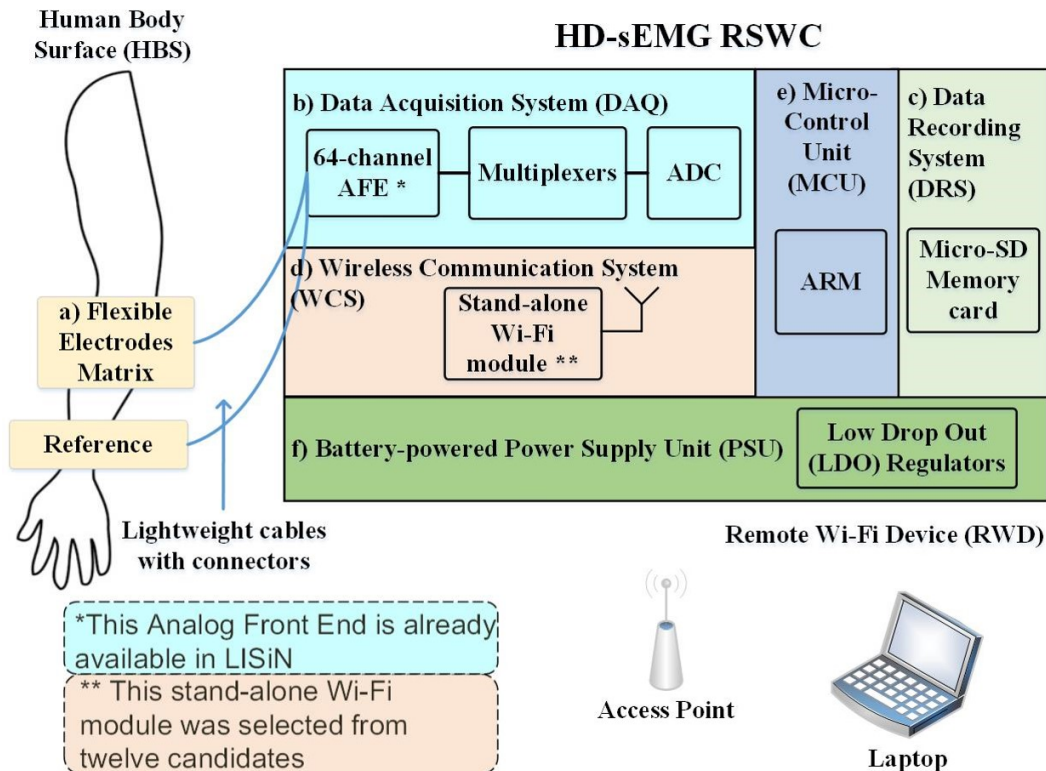 Human Body
Surface (HBS)
HD-sEMG RSWC
b) Data Acquisition System (DAQ)
64-channel
AFE *
Multiplexers
ADC
e) Micro-
Control
Unit
(MCU)
ARM
c) Data
Recording
System
(DRS)
Micro-SD
Memory
card
d) Wireless Communication System
(WCS)
Stand-alone
Wi-Fi
module **
a) Flexible
Electrodes
Matrix
Reference
f) Battery-powered Power Supply Unit (PSU)
Low Drop Out
(LDO) Regulators
Lightweight cables
with connectors
Remote Wi-Fi Device (RWD)
*This Analog Front End is already
available in LISiN
** This stand-alone Wi-Fi
module was selected from
twelve candidates
Access Point
Laptop